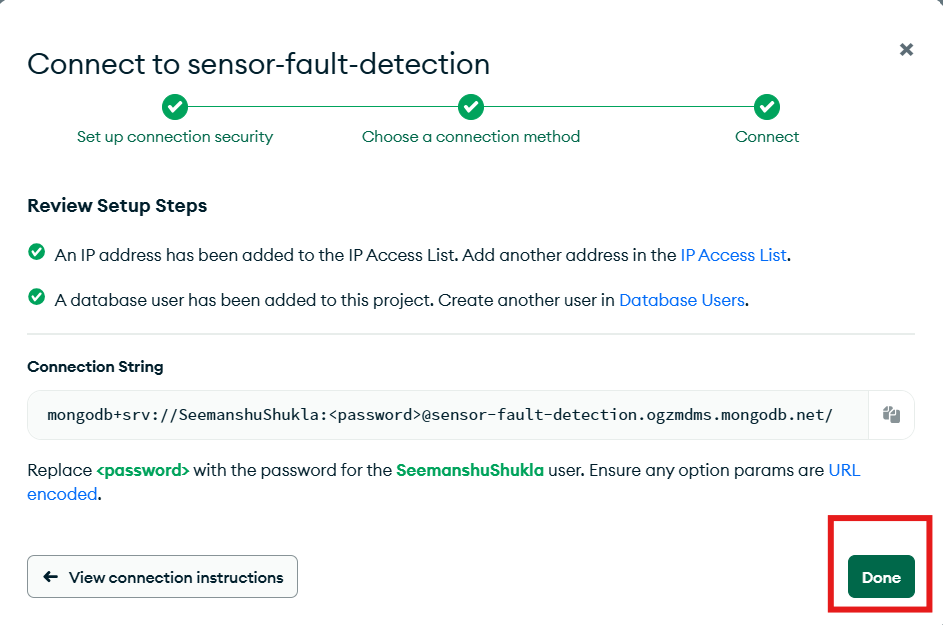 Connect to sensor-fault-detection
Set up connection security
Choose a connection method
Connect
Review Setup Steps
An IP address has been added to the IP Access List. Add another address in the IP Access List.
A database user has been added to this project. Create another user in Database Users.
Connection String
mongodb+srv://SeemanshuShukla:<password>@sensor-fault-detection.ogzmdms.mongodb.net/
Replace <password> with the password for the SeemanshuShukla user. Ensure any option params are URL
encoded.
View connection instructions
Done